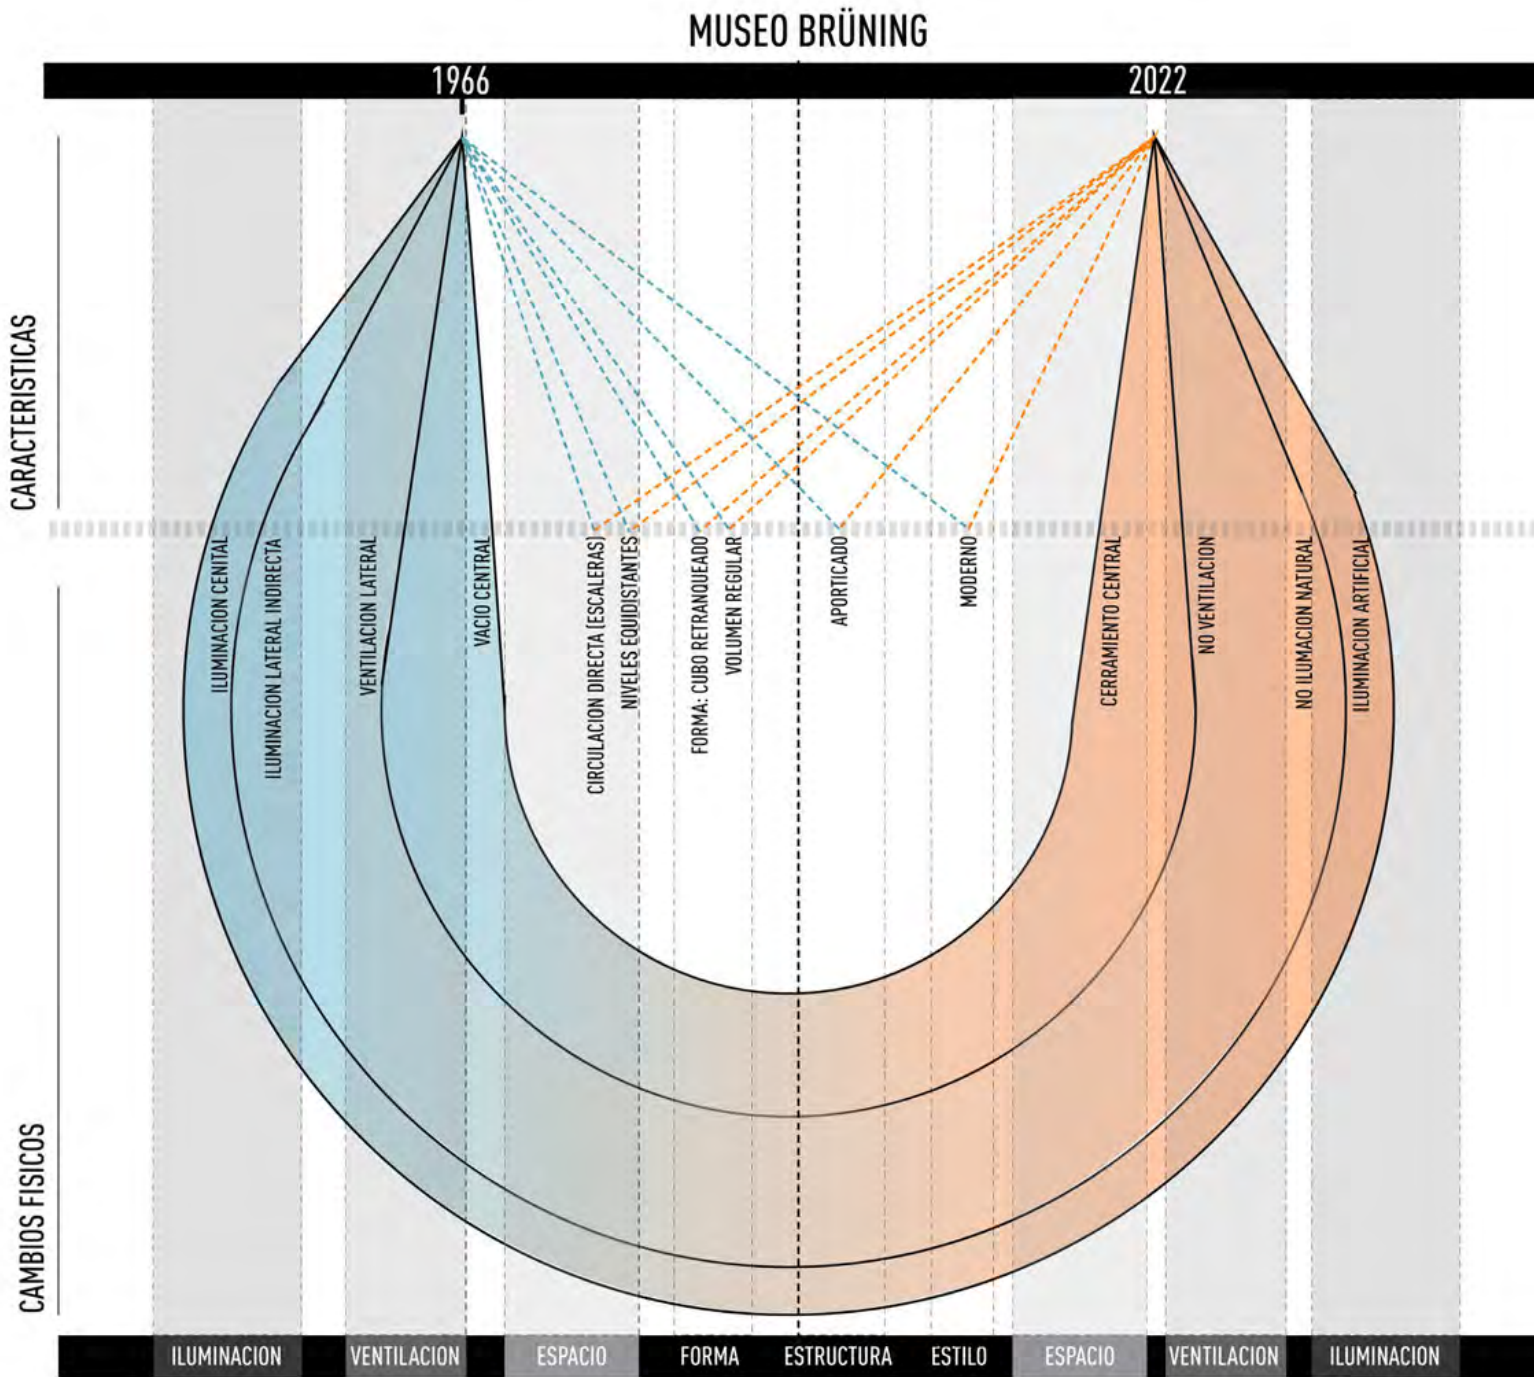 MUSEO BRÜNING
1966
2022
CARACTERISTICAS
CAMBIOS FISICOS
ILUMINACION CENITAL
ILUMINACION LATERAL INDIRECTA
VENTILACION LATERAL
VACIO CENTRAL
CIRCULACION DIRECTA (ESCALERAS)
NIVELES EQUIDISTANTES
FORMA: CUBO RETRANQUEADO
VOLUMEN REGULAR
APORTICADO
MODERNO
CERRAMIENTO CENTRAL
NO VENTILACION
NO ILUMACION NATURAL
ILUMINACION ARTIFICIAL
ILUMINACION
VENTILACION
ESPACIO
FORMA
ESTRUCTURA
ESTILO
ESPACIO
VENTILACION
ILUMINACION